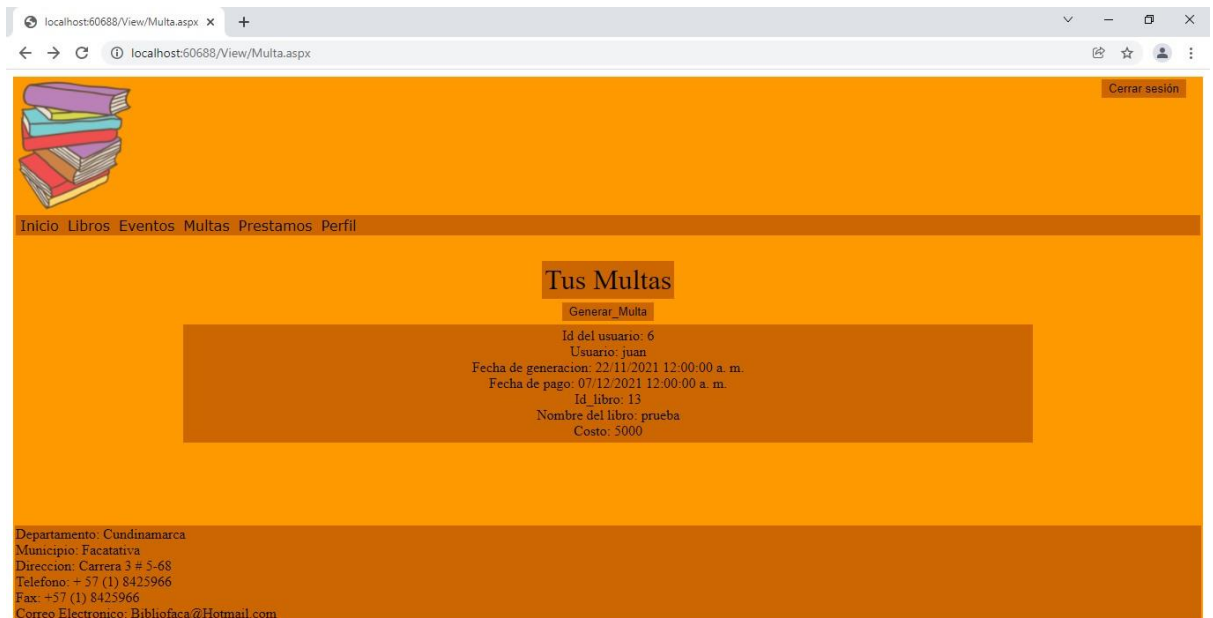 localhost:60688/View/Multa.aspx
localhost:60688/View/Multa.aspx
Cerrar sesión
Inicio Libros Eventos Multas Prestamos Perfil
Tus Multas
Generar_Multa
Id del usuario: 6
Usuario: juan
Fecha de generacion: 22/11/2021 12:00:00 a. m.
Fecha de pago: 07/12/2021 12:00:00 a. m.
Id_libro: 13
Nombre del libro: prueba
Costo: 5000
Departamento: Cundinamarca
Municipio: Facatativa
Direccion: Carrera 3 # 5-68
Telefono: + 57 (1) 8425966
Fax: +57 (1) 8425966
Correo Electronico: Bibliofaca@Hotmail.com